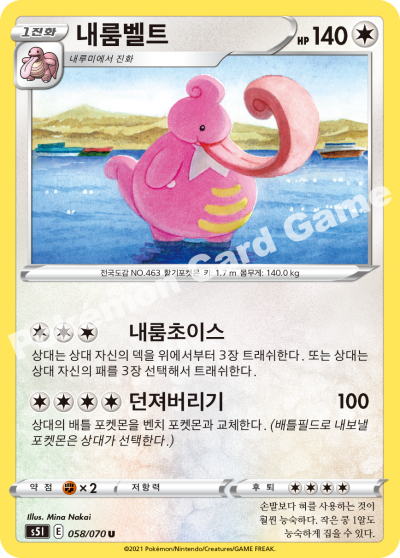 1진화 내룸벨트 HP 140
내루미에서 진화
전국도감 NO.463 핥기포켓몬 키: 1.7 m 몸무게: 140.0 kg
내룸초이스
상대는 상대 자신의 덱을 위에서부터 3장 트래쉬한다. 또는 상대는
상대 자신의 패를 3장 선택해서 트래쉬한다.
던져버리기 100
상대의 배틀 포켓몬을 벤치 포켓몬과 교체한다. (배틀필드로 내보낼
포켓몬은 상대가 선택한다.)
약 점 ×2 저항력 후 퇴
Illus. Mina Nakai
s5I E 058/070 U
손발보다 혀를 사용하는 것이
훨씬 능숙하다. 작은 콩 1알도
능숙하게 집을 수 있다.
©2021 Pokémon/Nintendo/Creatures/GAME FREAK.
Pokémon Card Game